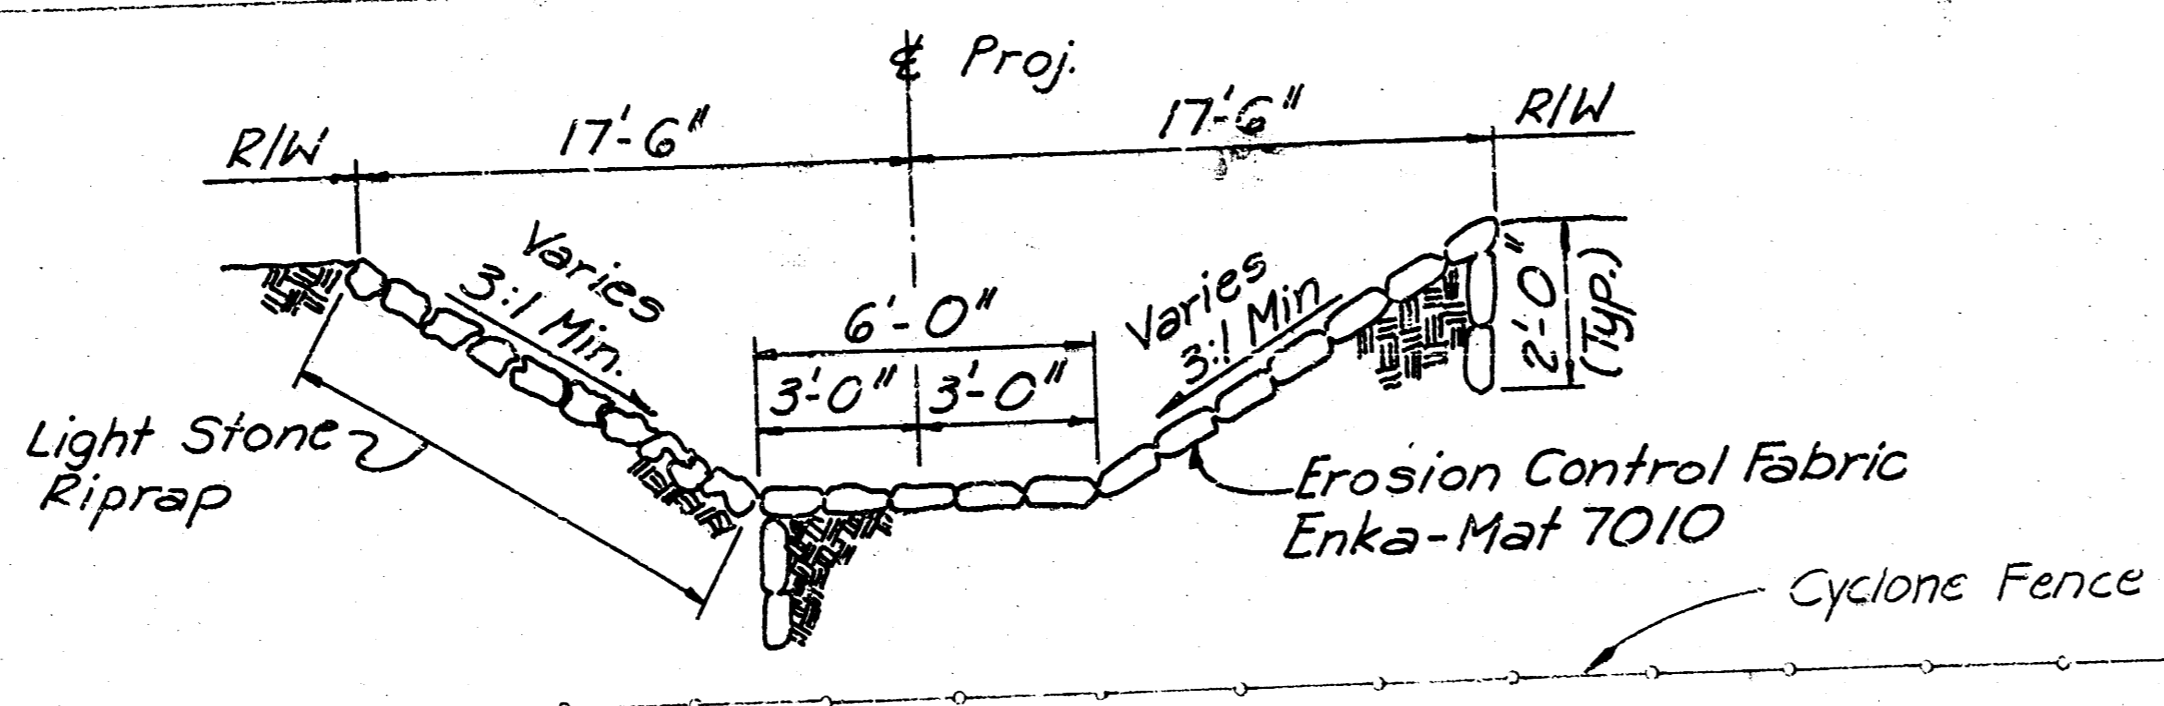 ℄ Proj.
R/W
17'-6"
17'-6"
R/W
Varies
3:1 Min.
6'-0"
3'-0"
3'-0"
Varies
3:1 Min
2'-0"
(Typ.)
Light Stone
Riprap
Erosion Control Fabric
Enka-Mat 7010
Cyclone Fence